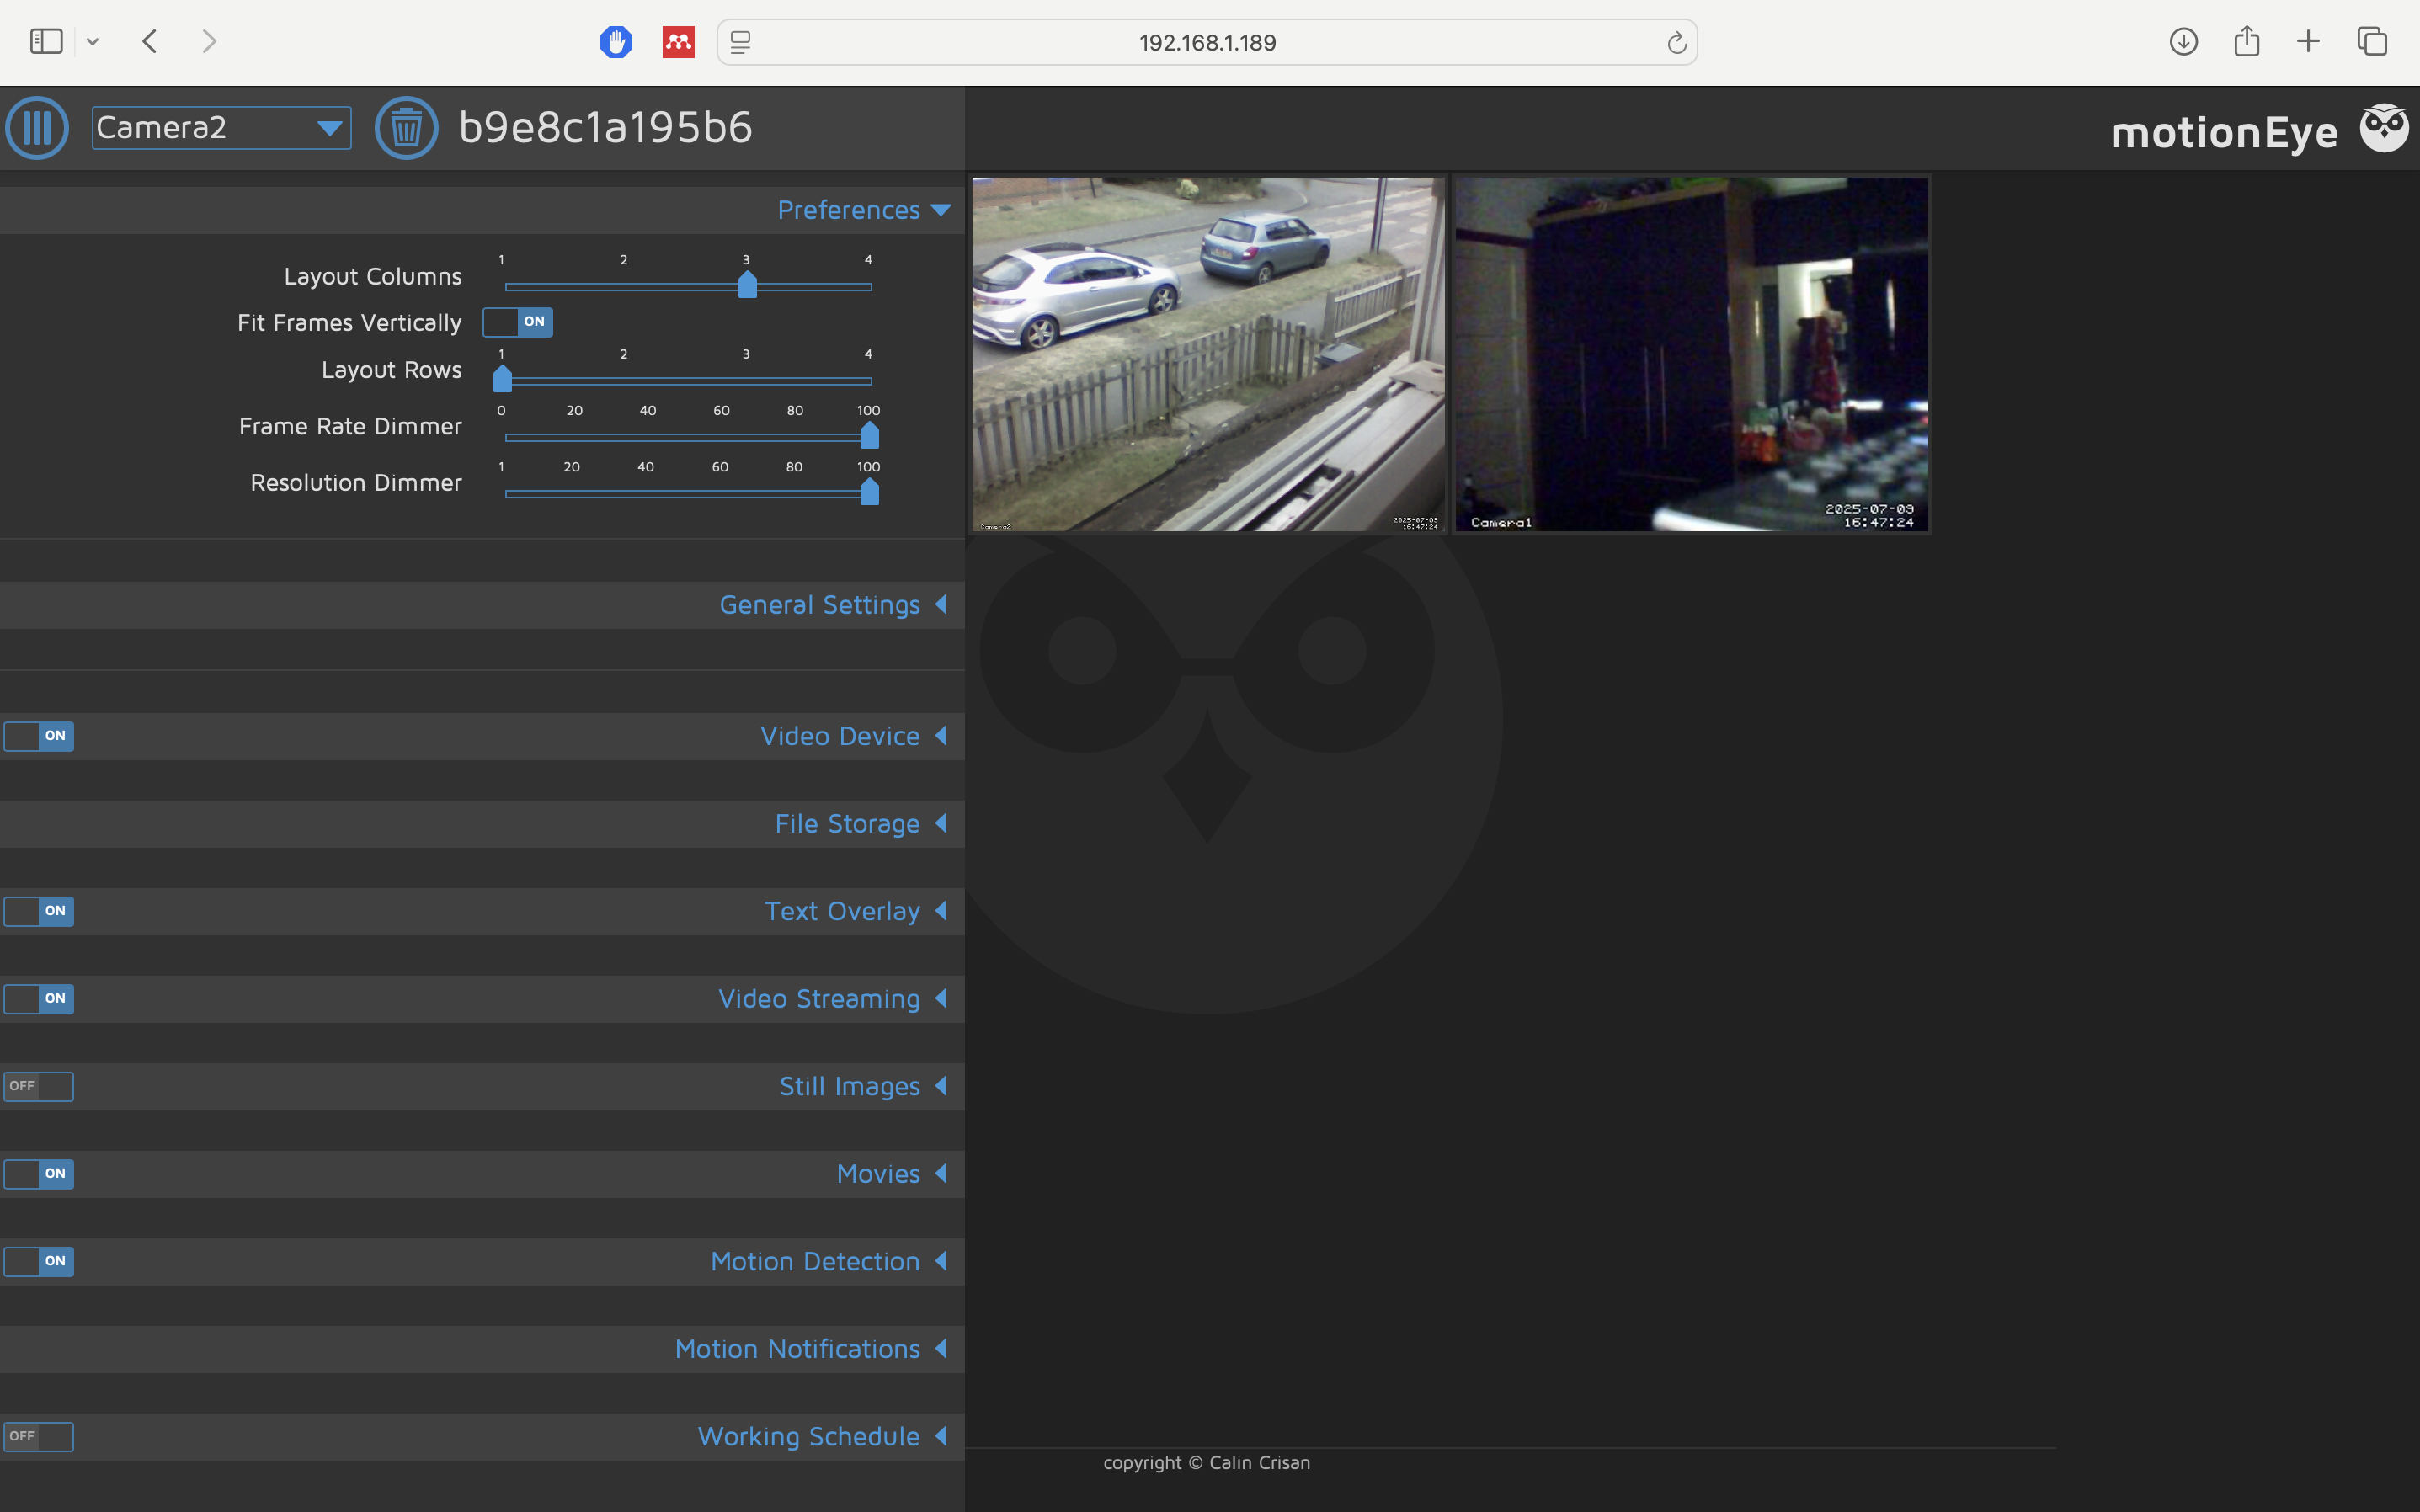 192.168.1.189
Camera2
b9e8c1a195b6
motionEye
Preferences
Layout Columns
1 2 3 4
Fit Frames Vertically
ON
Layout Rows
1 2 3 4
Frame Rate Dimmer
0 20 40 60 80 100
Resolution Dimmer
1 20 40 60 80 100
General Settings
ON Video Device
File Storage
ON Text Overlay
ON Video Streaming
OFF Still Images
ON Movies
ON Motion Detection
Motion Notifications
OFF Working Schedule
Camera2
2025-07-09
16:47:24
Camera1
2025-07-09
16:47:24
copyright © Calin Crisan